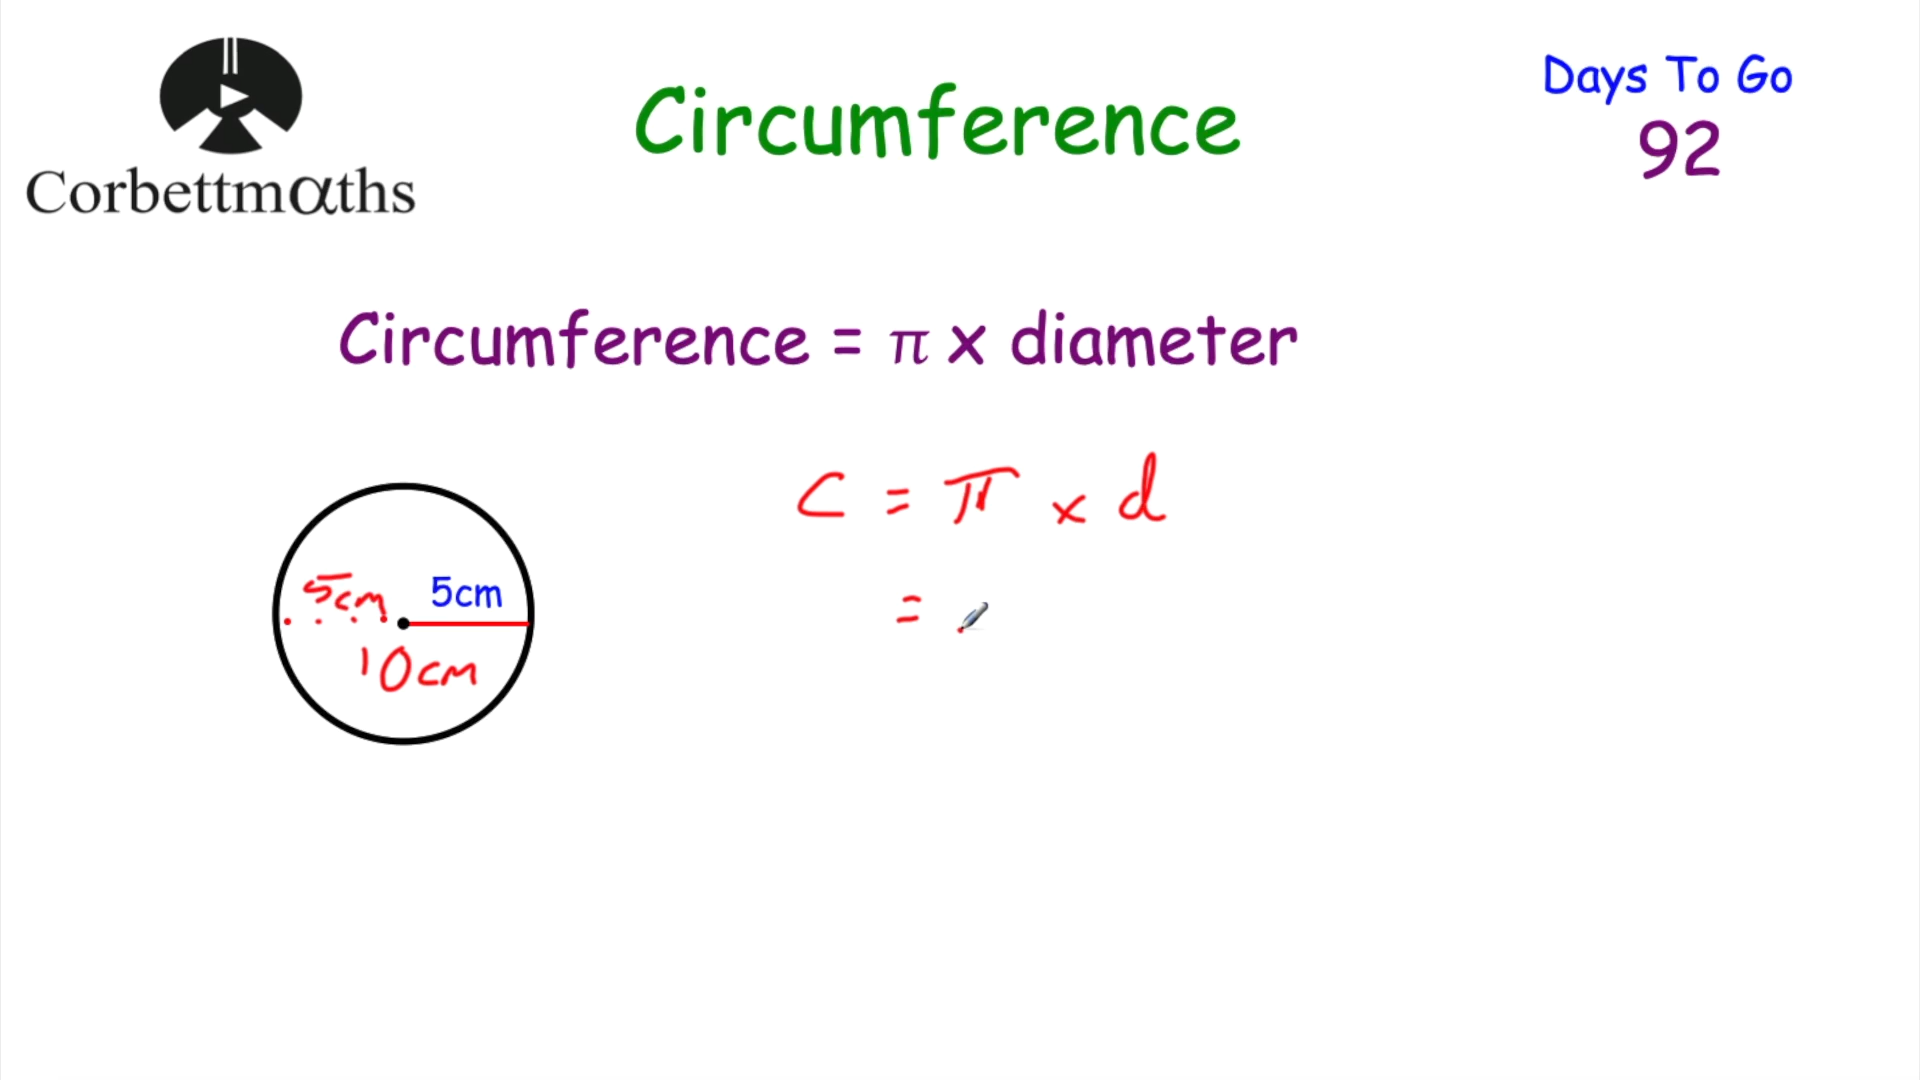 Corbettmαths
Circumference
Days To Go
92
Circumference = π x diameter
C = π × d
=
5cm
5cm
10cm